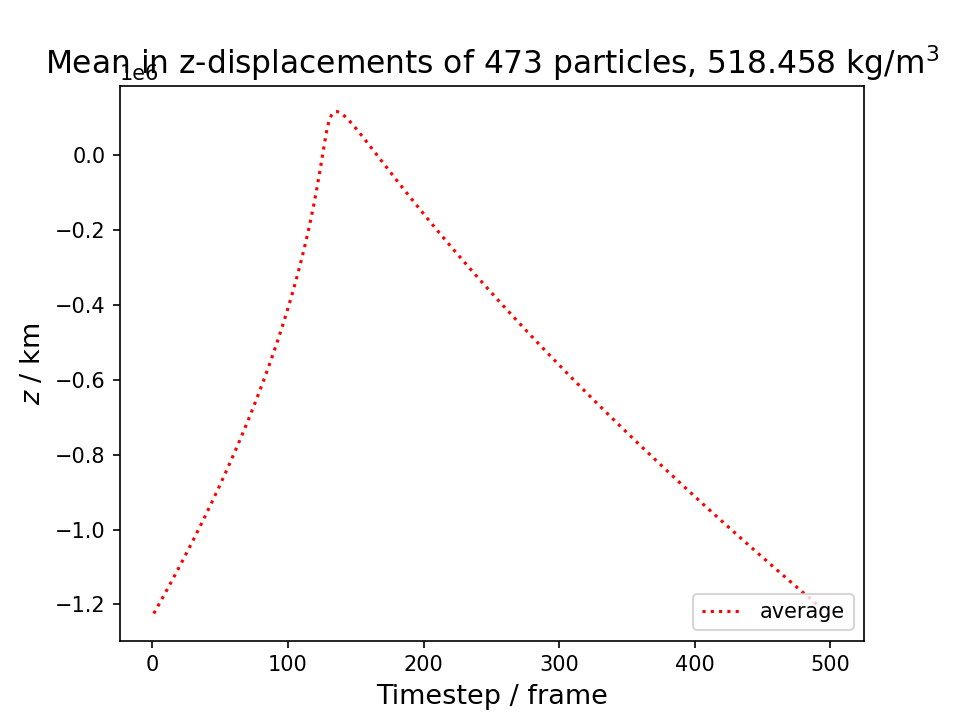 Mean in z-displacements of 473 particles, 518.458 kg/m³
1e6
0.0
−0.2
−0.4
−0.6
−0.8
−1.0
−1.2
z / km
0
100
200
300
400
500
Timestep / frame
average